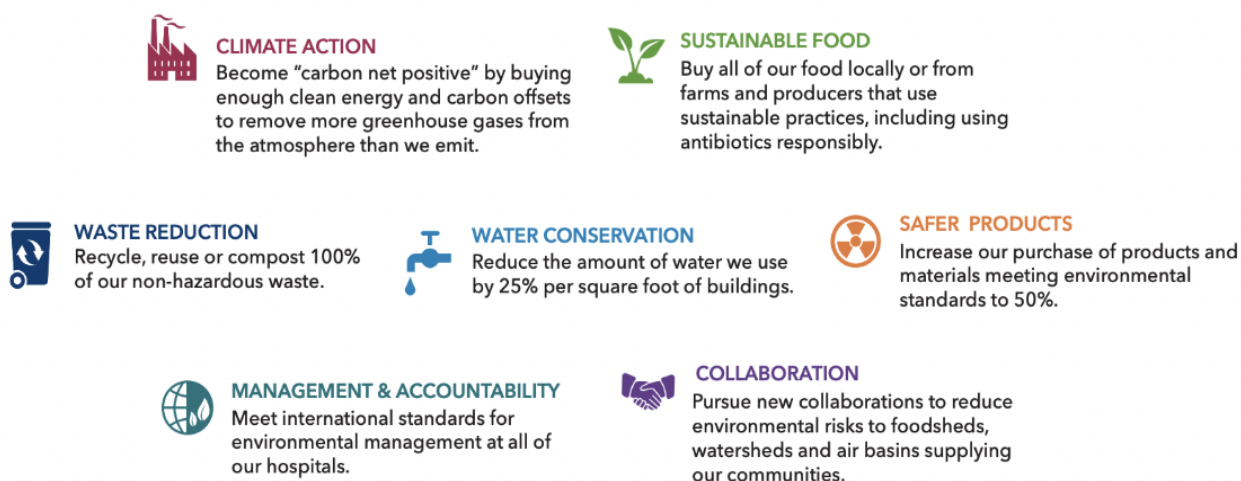 CLIMATE ACTION
Become “carbon net positive” by buying
enough clean energy and carbon offsets
to remove more greenhouse gases from
the atmosphere than we emit.
SUSTAINABLE FOOD
Buy all of our food locally or from
farms and producers that use
sustainable practices, including using
antibiotics responsibly.
WASTE REDUCTION
Recycle, reuse or compost 100%
of our non-hazardous waste.
WATER CONSERVATION
Reduce the amount of water we use
by 25% per square foot of buildings.
SAFER PRODUCTS
Increase our purchase of products and
materials meeting environmental
standards to 50%.
MANAGEMENT & ACCOUNTABILITY
Meet international standards for
environmental management at all of
our hospitals.
COLLABORATION
Pursue new collaborations to reduce
environmental risks to foodsheds,
watersheds and air basins supplying
our communities.